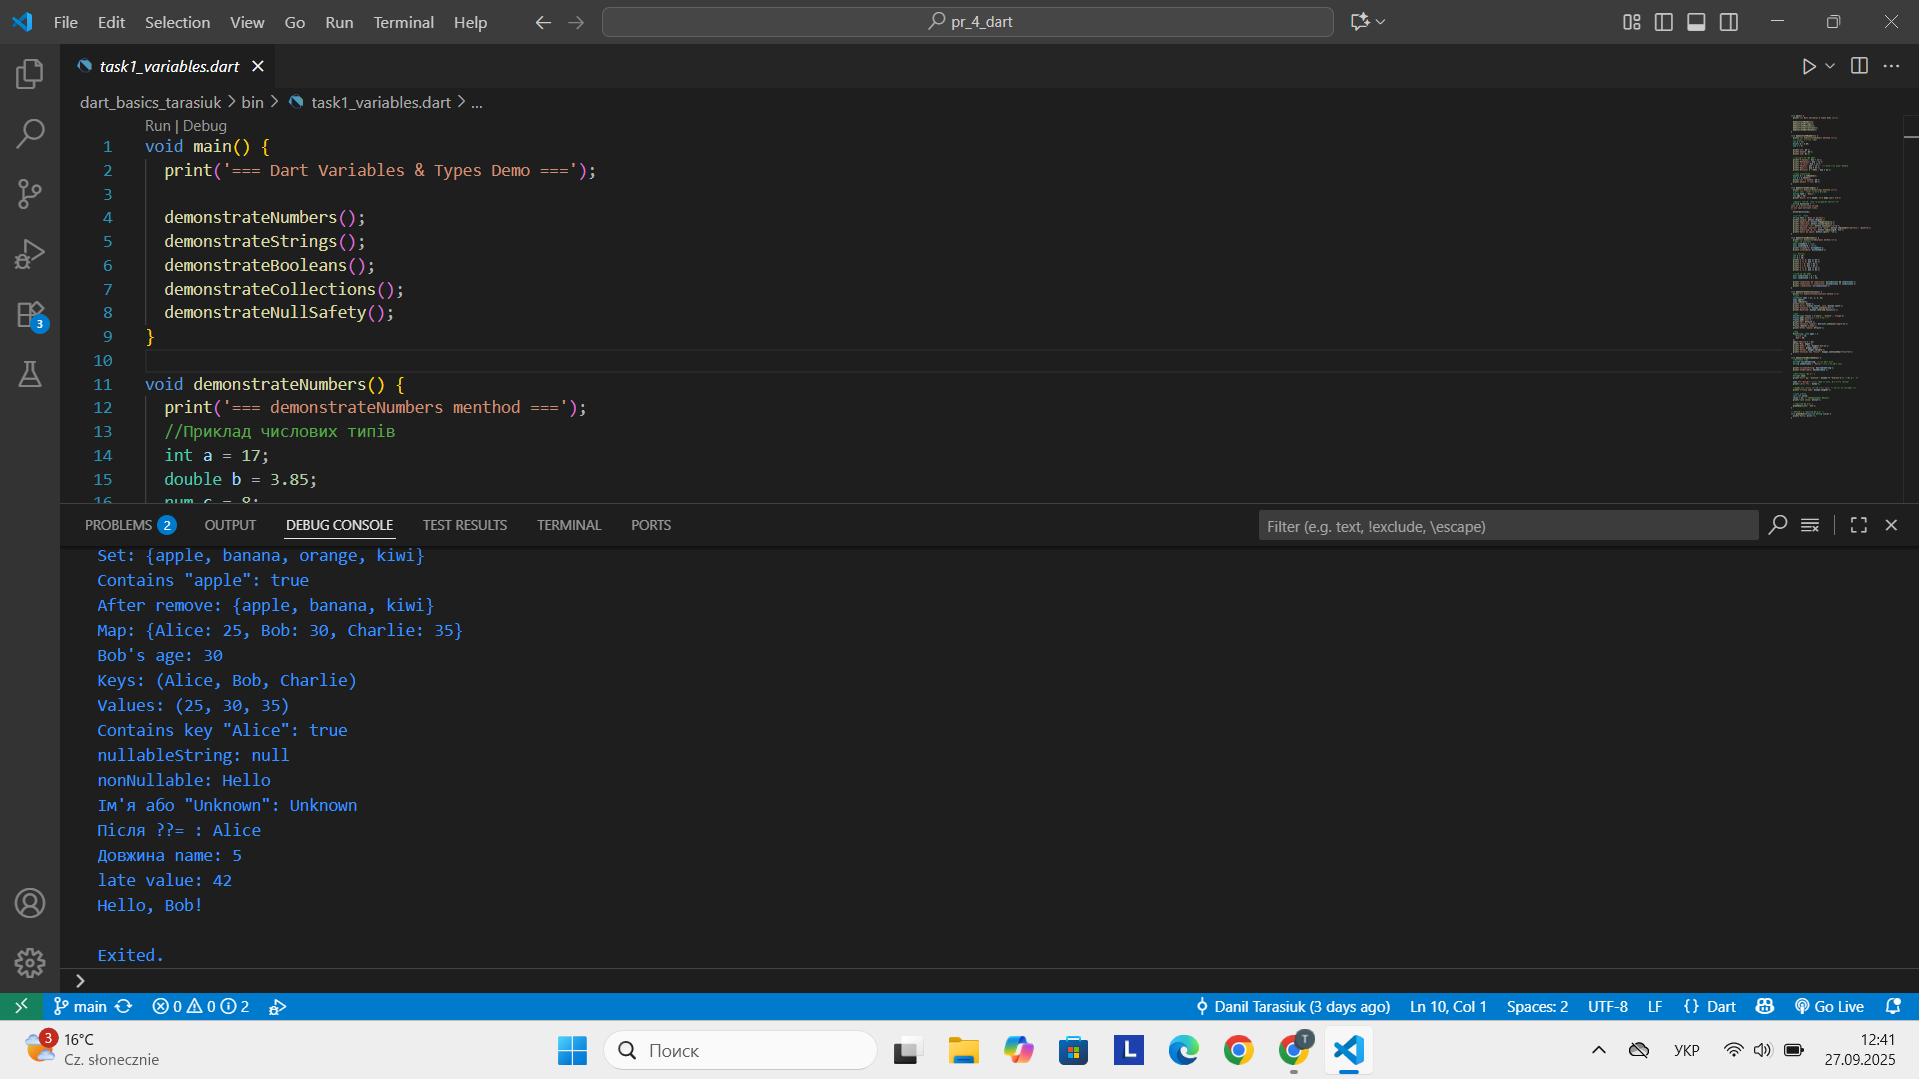 File Edit Selection View Go Run Terminal Help
pr_4_dart
task1_variables.dart
dart_basics_tarasiuk > bin > task1_variables.dart > ...
Run | Debug
1 void main() {
2 print('=== Dart Variables & Types Demo ===');
3
4 demonstrateNumbers();
5 demonstrateStrings();
6 demonstrateBooleans();
7 demonstrateCollections();
8 demonstrateNullSafety();
9 }
10
11 void demonstrateNumbers() {
12 print('=== demonstrateNumbers menthod ===');
13 //Приклад числових типів
14 int a = 17;
15 double b = 3.85;
16 num c = 8;
3
PROBLEMS 2 OUTPUT DEBUG CONSOLE TEST RESULTS TERMINAL PORTS
Filter (e.g. text, !exclude, \escape)
Set: {apple, banana, orange, kiwi}
Contains "apple": true
After remove: {apple, banana, kiwi}
Map: {Alice: 25, Bob: 30, Charlie: 35}
Bob's age: 30
Keys: (Alice, Bob, Charlie)
Values: (25, 30, 35)
Contains key "Alice": true
nullableString: null
nonNullable: Hello
Ім'я або "Unknown": Unknown
Після ??= : Alice
Довжина name: 5
late value: 42
Hello, Bob!
Exited.
main 0 0 2 Danil Tarasiuk (3 days ago) Ln 10, Col 1 Spaces: 2 UTF-8 LF {} Dart Go Live
3 16°C
Cz. słonecznie
Поиск
L
T
УКР
12:41
27.09.2025